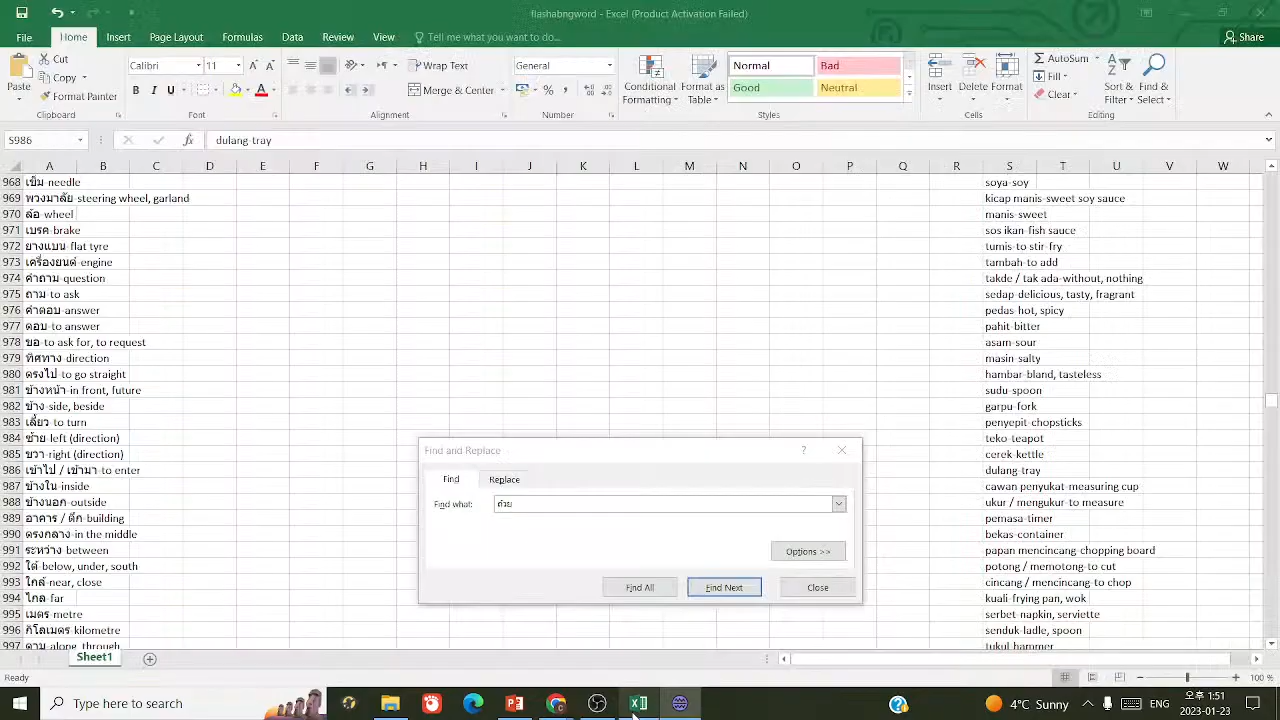 flashabngword - Excel (Product Activation Failed)
File Home Insert Page Layout Formulas Data Review View Tell me what you want to do... Share
Cut
Copy
Format Painter
Paste
Calibri 11
B I U
Wrap Text
Merge & Center
General
Conditional Formatting
Format as Table
Normal Bad
Good Neutral
Insert Delete Format
AutoSum
Fill
Clear
Sort & Filter
Find & Select
Clipboard Font Alignment Number Styles Cells Editing
S986 dulang-tray
A B C D E F G H I J K L M N O P Q R S T U V W
968 เข็ม-needle soya-soy
969 พวงมาลัย-steering wheel, garland kicap manis-sweet soy sauce
970 ล้อ-wheel manis-sweet
971 เบรค-brake sos ikan-fish sauce
972 ยางแบน-flat tyre tumis-to stir-fry
973 เครื่องยนต์-engine tambah-to add
974 คำถาม-question takde / tak ada-without, nothing
975 ถาม-to ask sedap-delicious, tasty, fragrant
976 คำตอบ-answer pedas-hot, spicy
977 ตอบ-to answer pahit-bitter
978 ขอ-to ask for, to request asam-sour
979 ทิศทาง-direction masin-salty
980 ตรงไป-to go straight hambar-bland, tasteless
981 ข้างหน้า-in front, future sudu-spoon
982 ข้าง-side, beside garpu-fork
983 เลี้ยว-to turn penyepit-chopsticks
984 ซ้าย-left (direction) teko-teapot
985 ขวา-right (direction) cerek-kettle
986 เข้าไป / เข้ามา-to enter dulang-tray
987 ข้างใน-inside cawan penyukat-measuring cup
988 ข้างนอก-outside ukur / mengukur-to measure
989 อาคาร / ตึก-building pemasa-timer
990 ตรงกลาง-in the middle bekas-container
991 ระหว่าง-between papan mencincang-chopping board
992 ใต้-below, under, south potong / memotong-to cut
993 ใกล้-near, close cincang / mencincang-to chop
994 ไกล-far kuali-frying pan, wok
995 เมตร-metre serbet-napkin, serviette
996 กิโลเมตร-kilometre senduk-ladle, spoon
997 ตาม-along, through tukul-hammer
Find and Replace ?
Find Replace
Find what: ถ้วย
Options >>
Find All Find Next Close
Sheet1
Ready 100 %
Type here to search
4°C Sunny
오후 1:51
2023-01-23